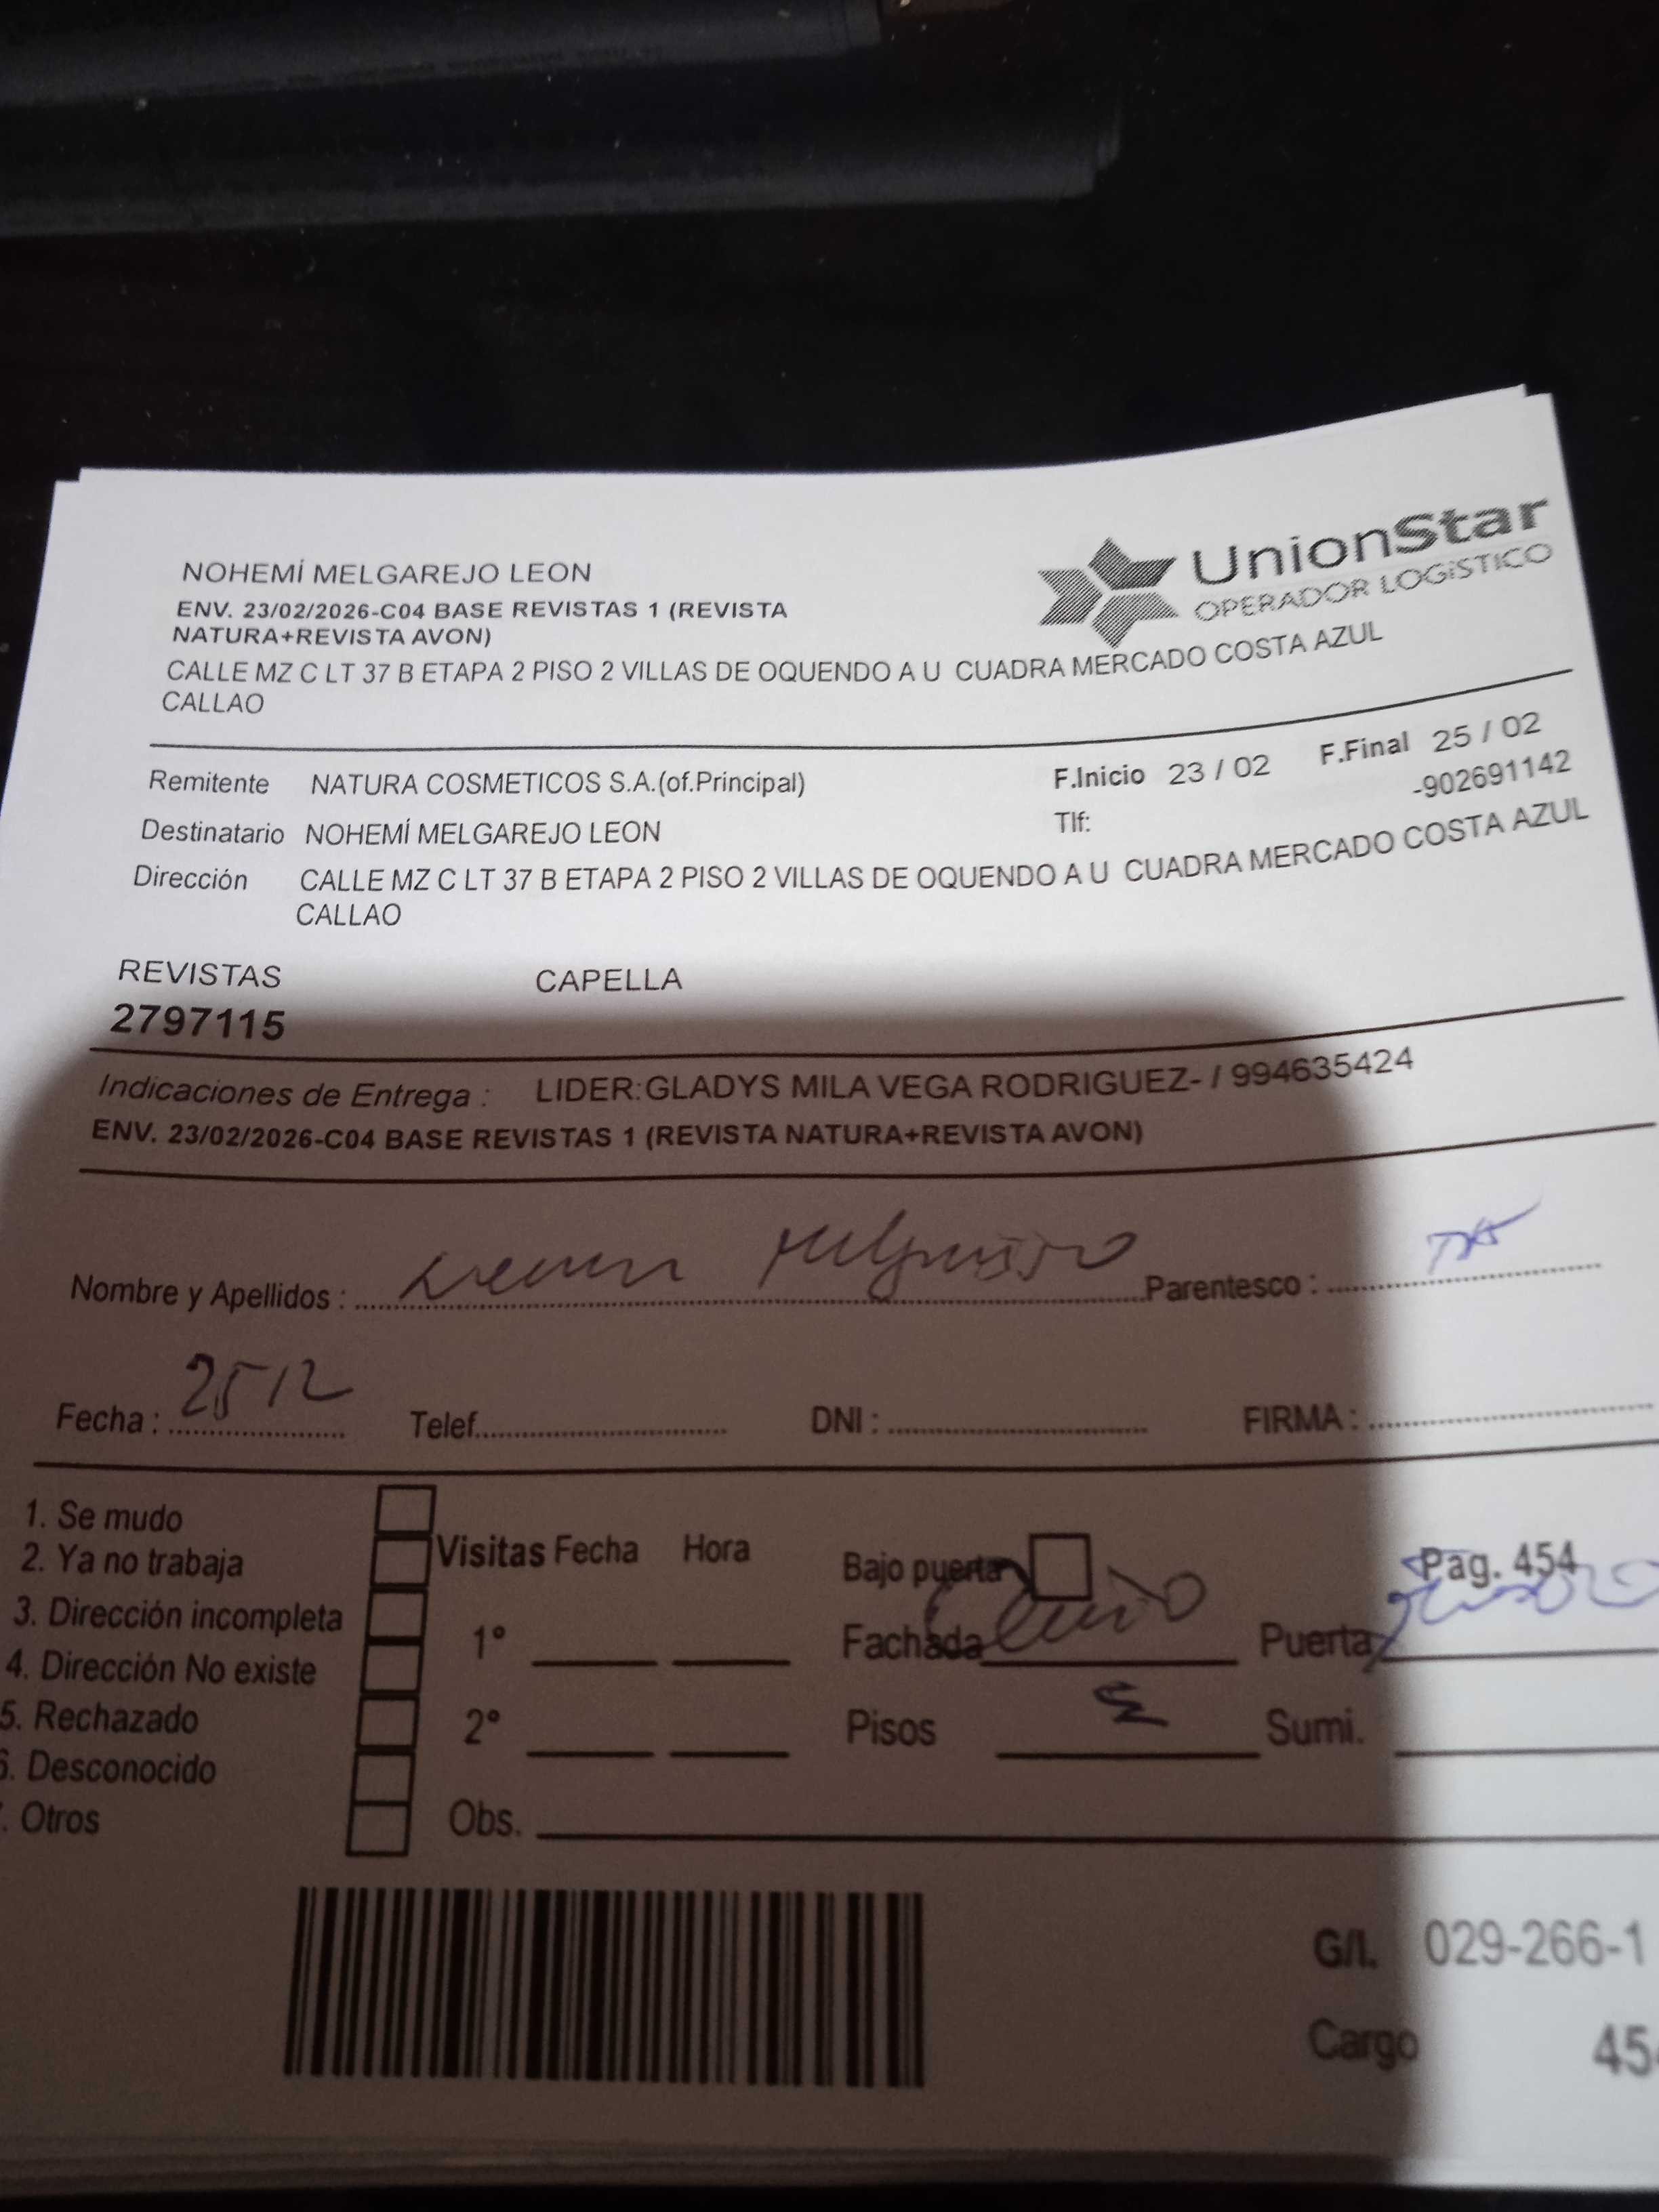 NOHEMÍ MELGAREJO LEON
ENV. 23/02/2026-C04 BASE REVISTAS 1 (REVISTA
NATURA+REVISTA AVON)
CALLE MZ C LT 37 B ETAPA 2 PISO 2 VILLAS DE OQUENDO A U CUADRA MERCADO COSTA AZUL
CALLAO
UnionStar
OPERADOR LOGÍSTICO
Remitente NATURA COSMETICOS S.A.(of.Principal) F.Inicio 23 / 02 F.Final 25 / 02
Destinatario NOHEMÍ MELGAREJO LEON Tlf: -902691142
Dirección CALLE MZ C LT 37 B ETAPA 2 PISO 2 VILLAS DE OQUENDO A U CUADRA MERCADO COSTA AZUL
CALLAO
REVISTAS CAPELLA
2797115
Indicaciones de Entrega : LIDER:GLADYS MILA VEGA RODRIGUEZ- / 994635424
ENV. 23/02/2026-C04 BASE REVISTAS 1 (REVISTA NATURA+REVISTA AVON)
Nombre y Apellidos : Melgarejo Parentesco :
Fecha : 25/2 Telef. DNI : FIRMA :
1. Se mudo
2. Ya no trabaja
3. Dirección incompleta
4. Dirección No existe
5. Rechazado
6. Desconocido
. Otros
Visitas Fecha Hora
1°
2°
Obs.
Bajo puerta Pag. 454
Fachada Puerta
Pisos Sumi.
G/I. 029-266-1
Cargo 45